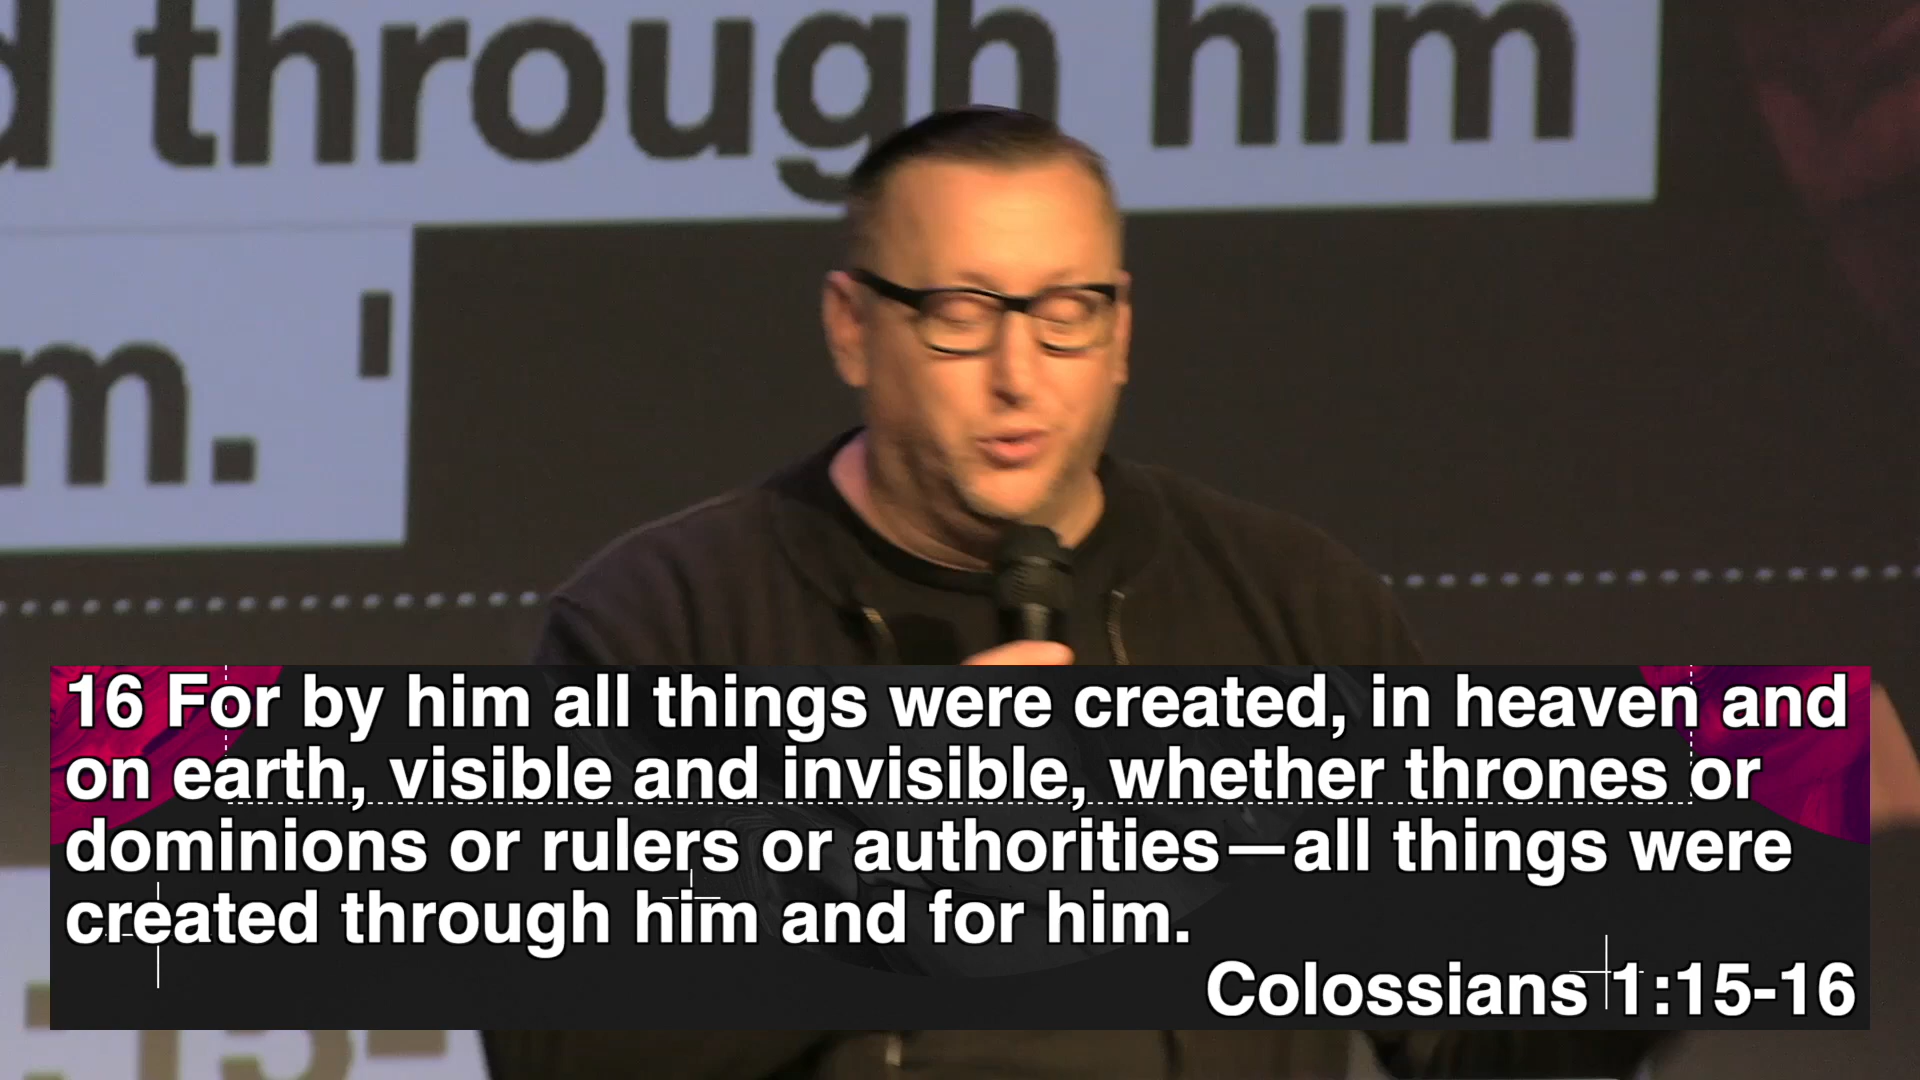 d through him
m. '
16 For by him all things were created, in heaven and
on earth, visible and invisible, whether thrones or
dominions or rulers or authorities—all things were
created through him and for him.
Colossians 1:15-16
:15-